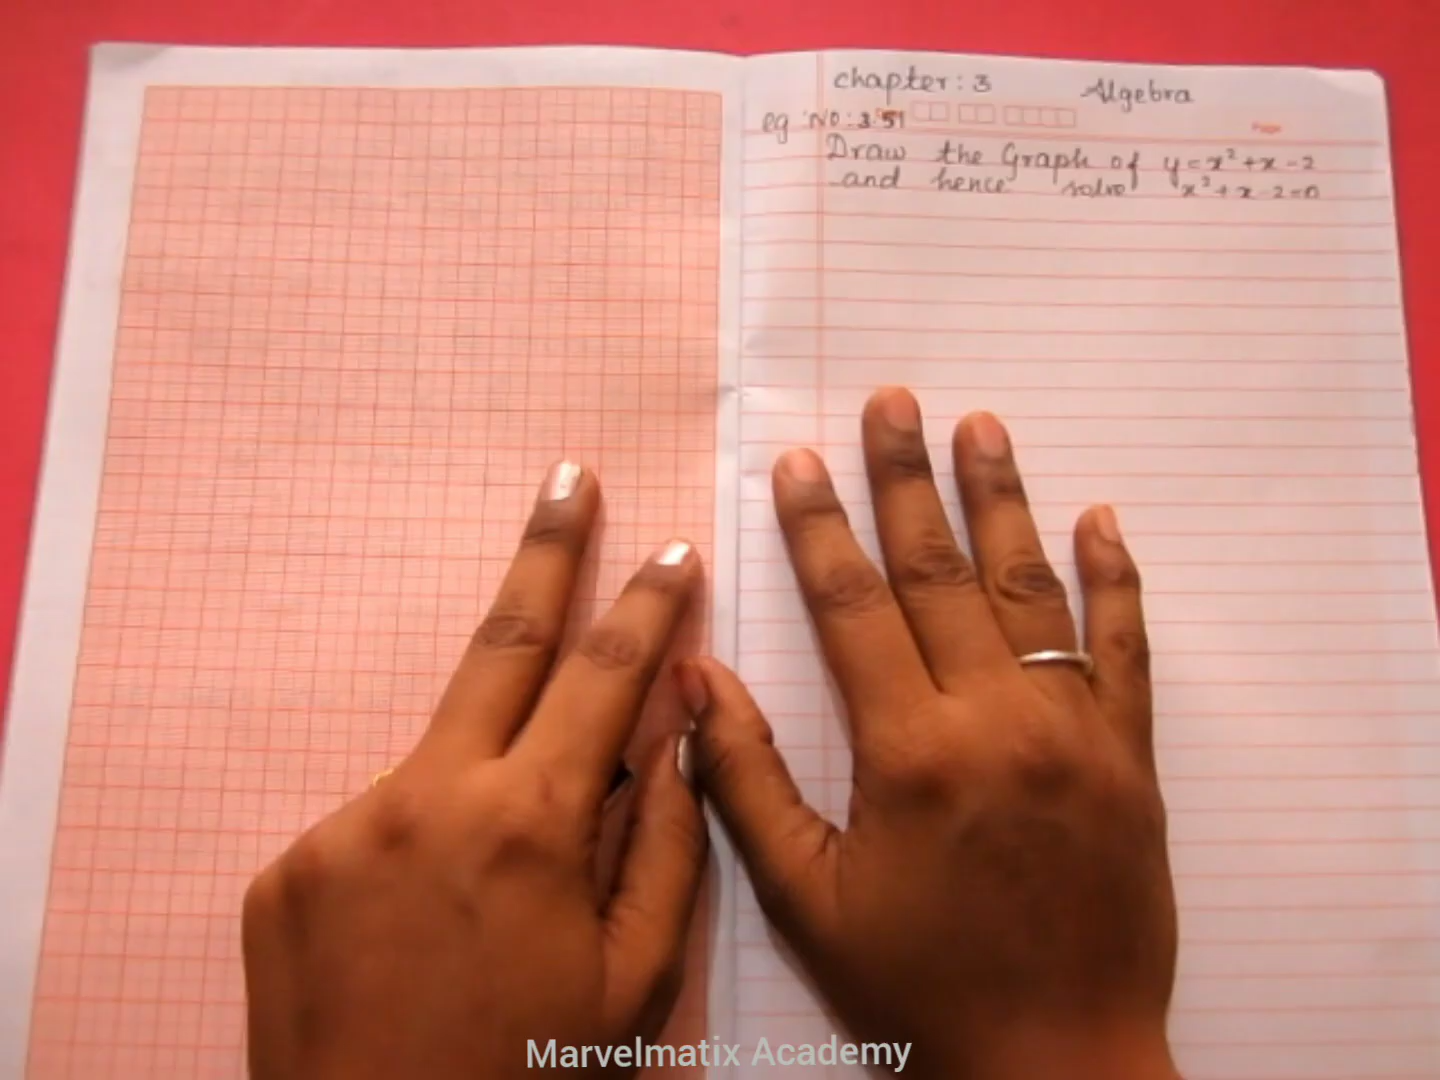 chapter: 3 Algebra
eg NO: 3.51
Page
Draw the Graph of y = x² + x - 2
and hence solve x² + x - 2 = 0
Marvelmatix Academy